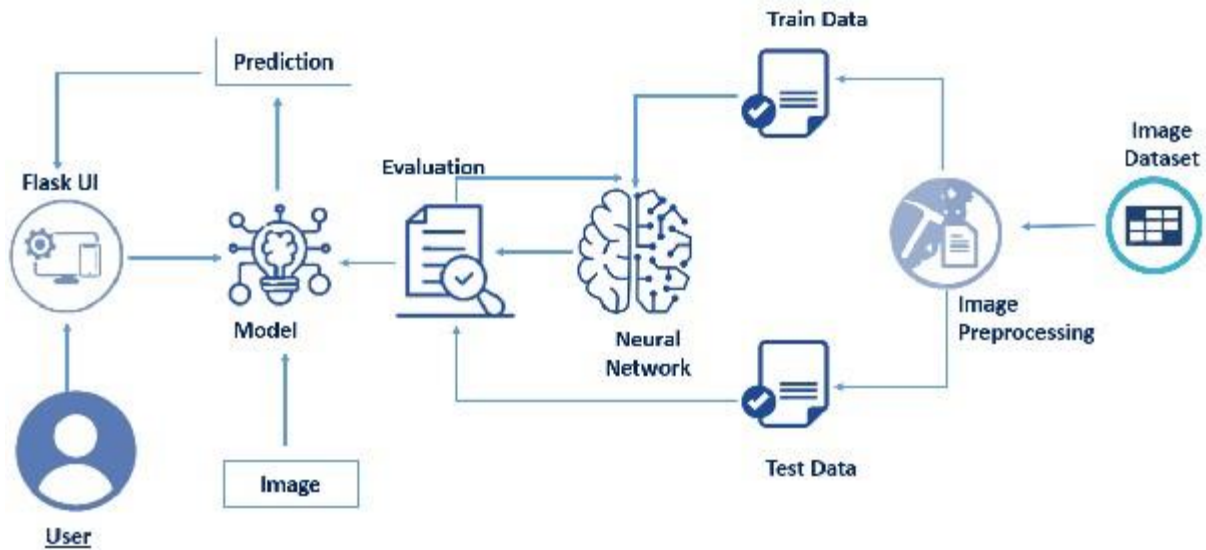 Train Data
Prediction
Image
Dataset
Evaluation
Flask UI
Image
Preprocessing
Model
Neural
Network
Test Data
Image
User